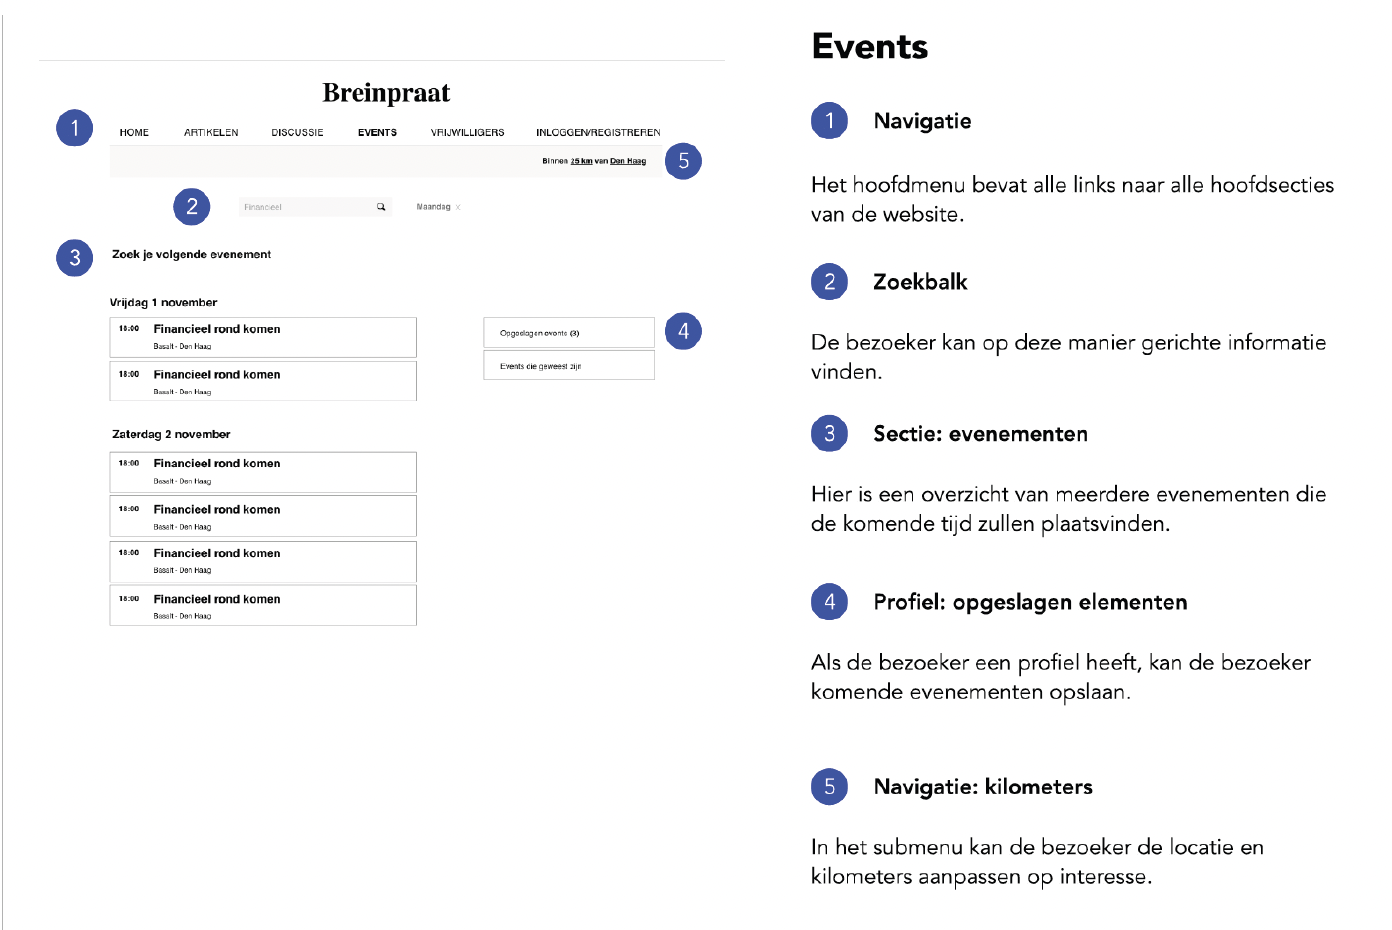 Breinpraat
1
HOME ARTIKELEN DISCUSSIE EVENTS VRIJWILLIGERS INLOGGEN/REGISTREREN
Binnen 25 km van Den Haag
5
2
Financieel
Maandag x
3
Zoek je volgende evenement
Vrijdag 1 november
18:00 Financieel rond komen
Basalt - Den Haag
18:00 Financieel rond komen
Basalt - Den Haag
Opgeslagen events (3)
4
Events die geweest zijn
Zaterdag 2 november
18:00 Financieel rond komen
Basalt - Den Haag
18:00 Financieel rond komen
Basalt - Den Haag
18:00 Financieel rond komen
Basalt - Den Haag
18:00 Financieel rond komen
Basalt - Den Haag
Events
1 Navigatie
Het hoofdmenu bevat alle links naar alle hoofdsecties
van de website.
2 Zoekbalk
De bezoeker kan op deze manier gerichte informatie
vinden.
3 Sectie: evenementen
Hier is een overzicht van meerdere evenementen die
de komende tijd zullen plaatsvinden.
4 Profiel: opgeslagen elementen
Als de bezoeker een profiel heeft, kan de bezoeker
komende evenementen opslaan.
5 Navigatie: kilometers
In het submenu kan de bezoeker de locatie en
kilometers aanpassen op interesse.